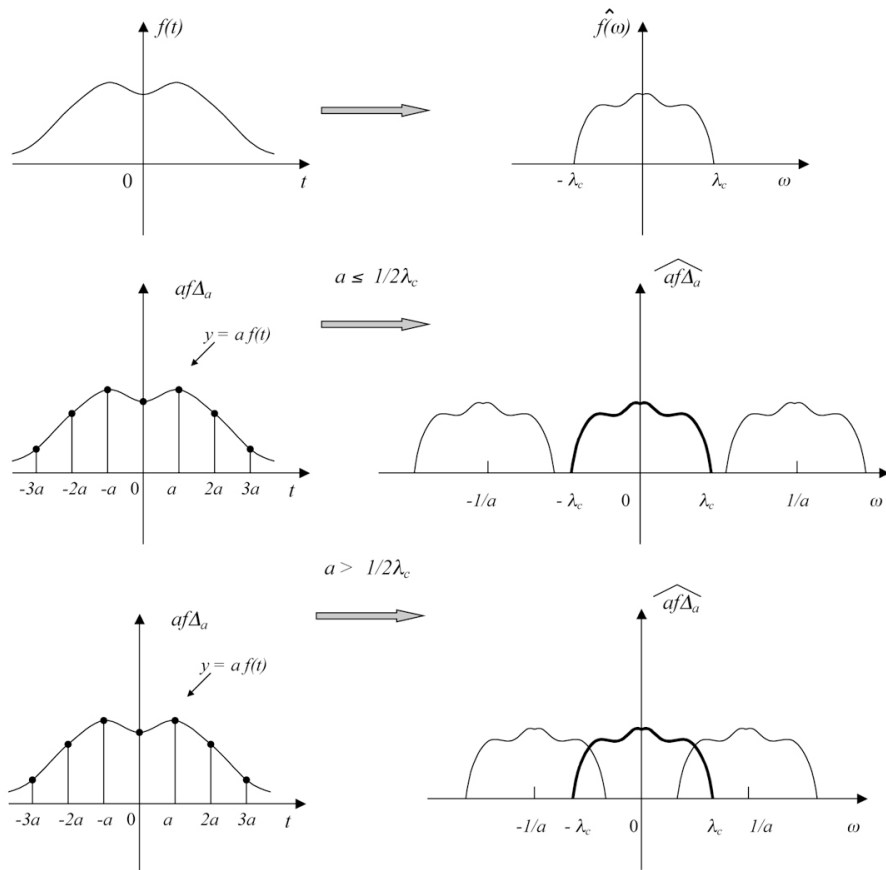 f(t)
f̂(ω)
0
t
- λc
λc
ω
afΔa
a ≤ 1/2λc
afΔa
y = a f(t)
-3a -2a -a 0 a 2a 3a t
-1/a - λc 0 λc 1/a ω
a > 1/2λc
afΔa
afΔa
y = a f(t)
-3a -2a -a 0 a 2a 3a t
-1/a - λc 0 λc 1/a ω